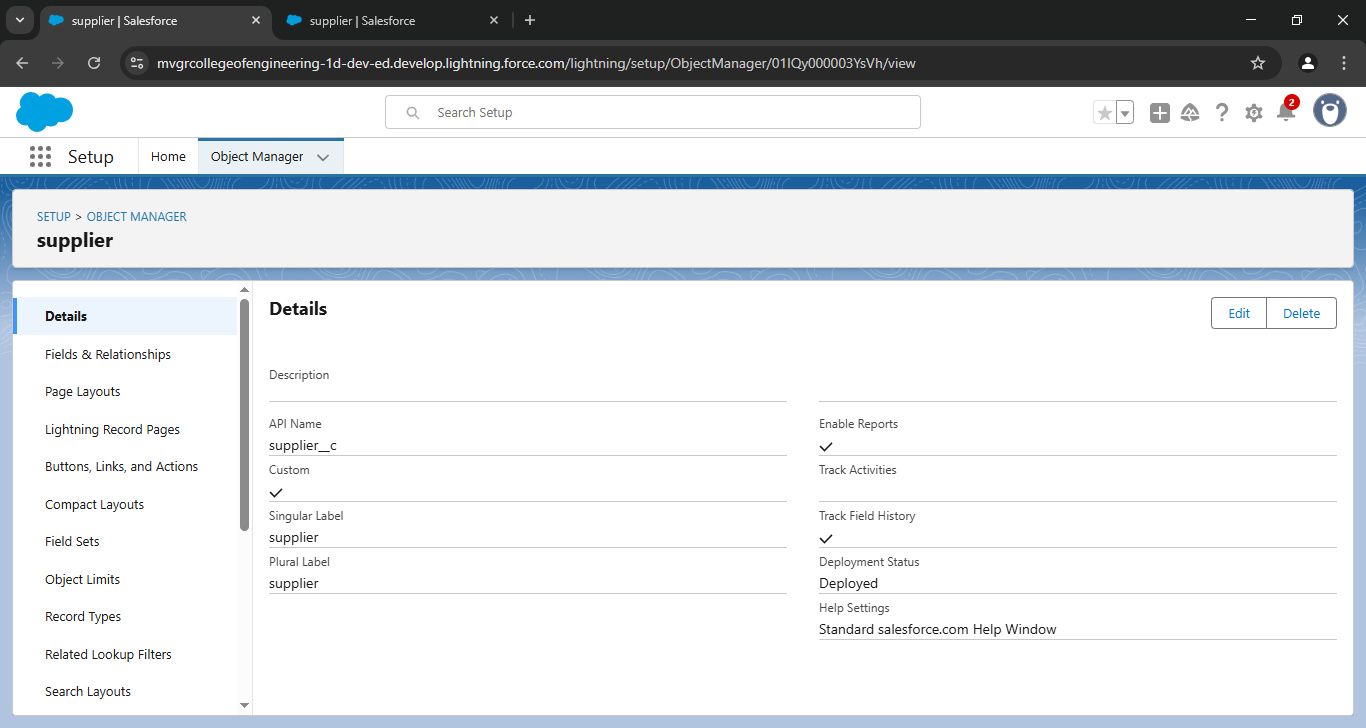 supplier | Salesforce
supplier | Salesforce
mvgrcollegeofengineering-1d-dev-ed.develop.lightning.force.com/lightning/setup/ObjectManager/01IQy000003YsVh/view
Search Setup
2
Setup
Home
Object Manager
SETUP > OBJECT MANAGER
supplier
Details
Fields & Relationships
Page Layouts
Lightning Record Pages
Buttons, Links, and Actions
Compact Layouts
Field Sets
Object Limits
Record Types
Related Lookup Filters
Search Layouts
Details
Edit
Delete
Description
API Name
supplier__c
Custom
Singular Label
supplier
Plural Label
supplier
Enable Reports
Track Activities
Track Field History
Deployment Status
Deployed
Help Settings
Standard salesforce.com Help Window